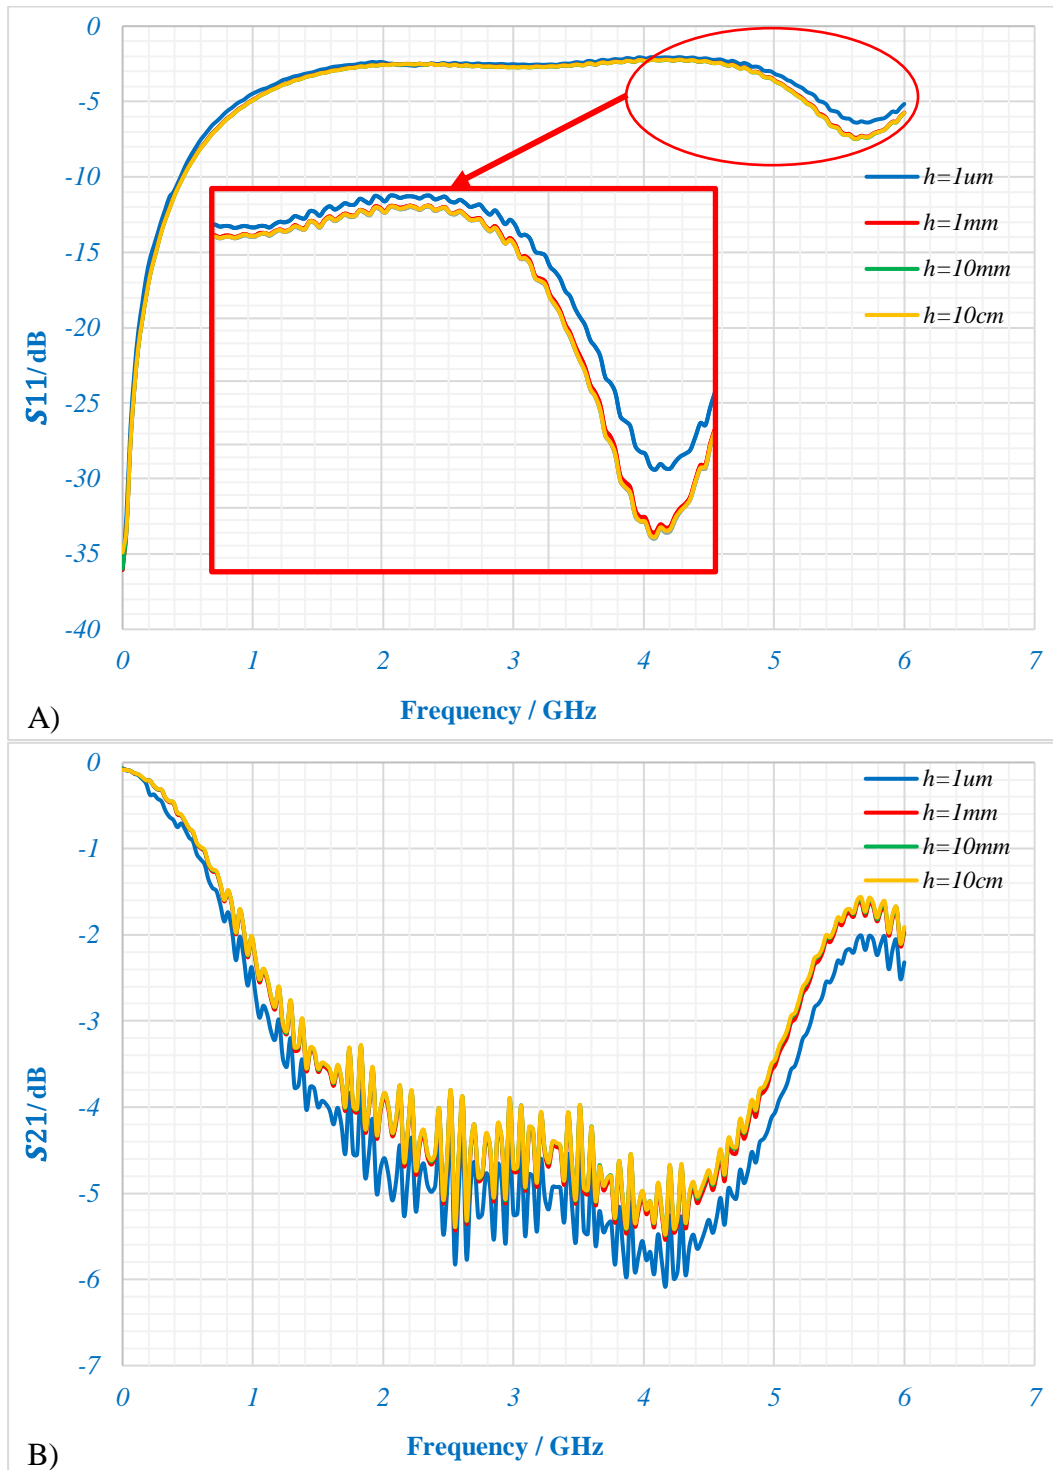 0
-5
-10
-15
-20
-25
-30
-35
-40
S11/ dB
h=1um
h=1mm
h=10mm
h=10cm
0 1 2 3 4 5 6 7
Frequency / GHz
A)
0
-1
-2
-3
-4
-5
-6
-7
S21/ dB
h=1um
h=1mm
h=10mm
h=10cm
0 1 2 3 4 5 6 7
Frequency / GHz
B)